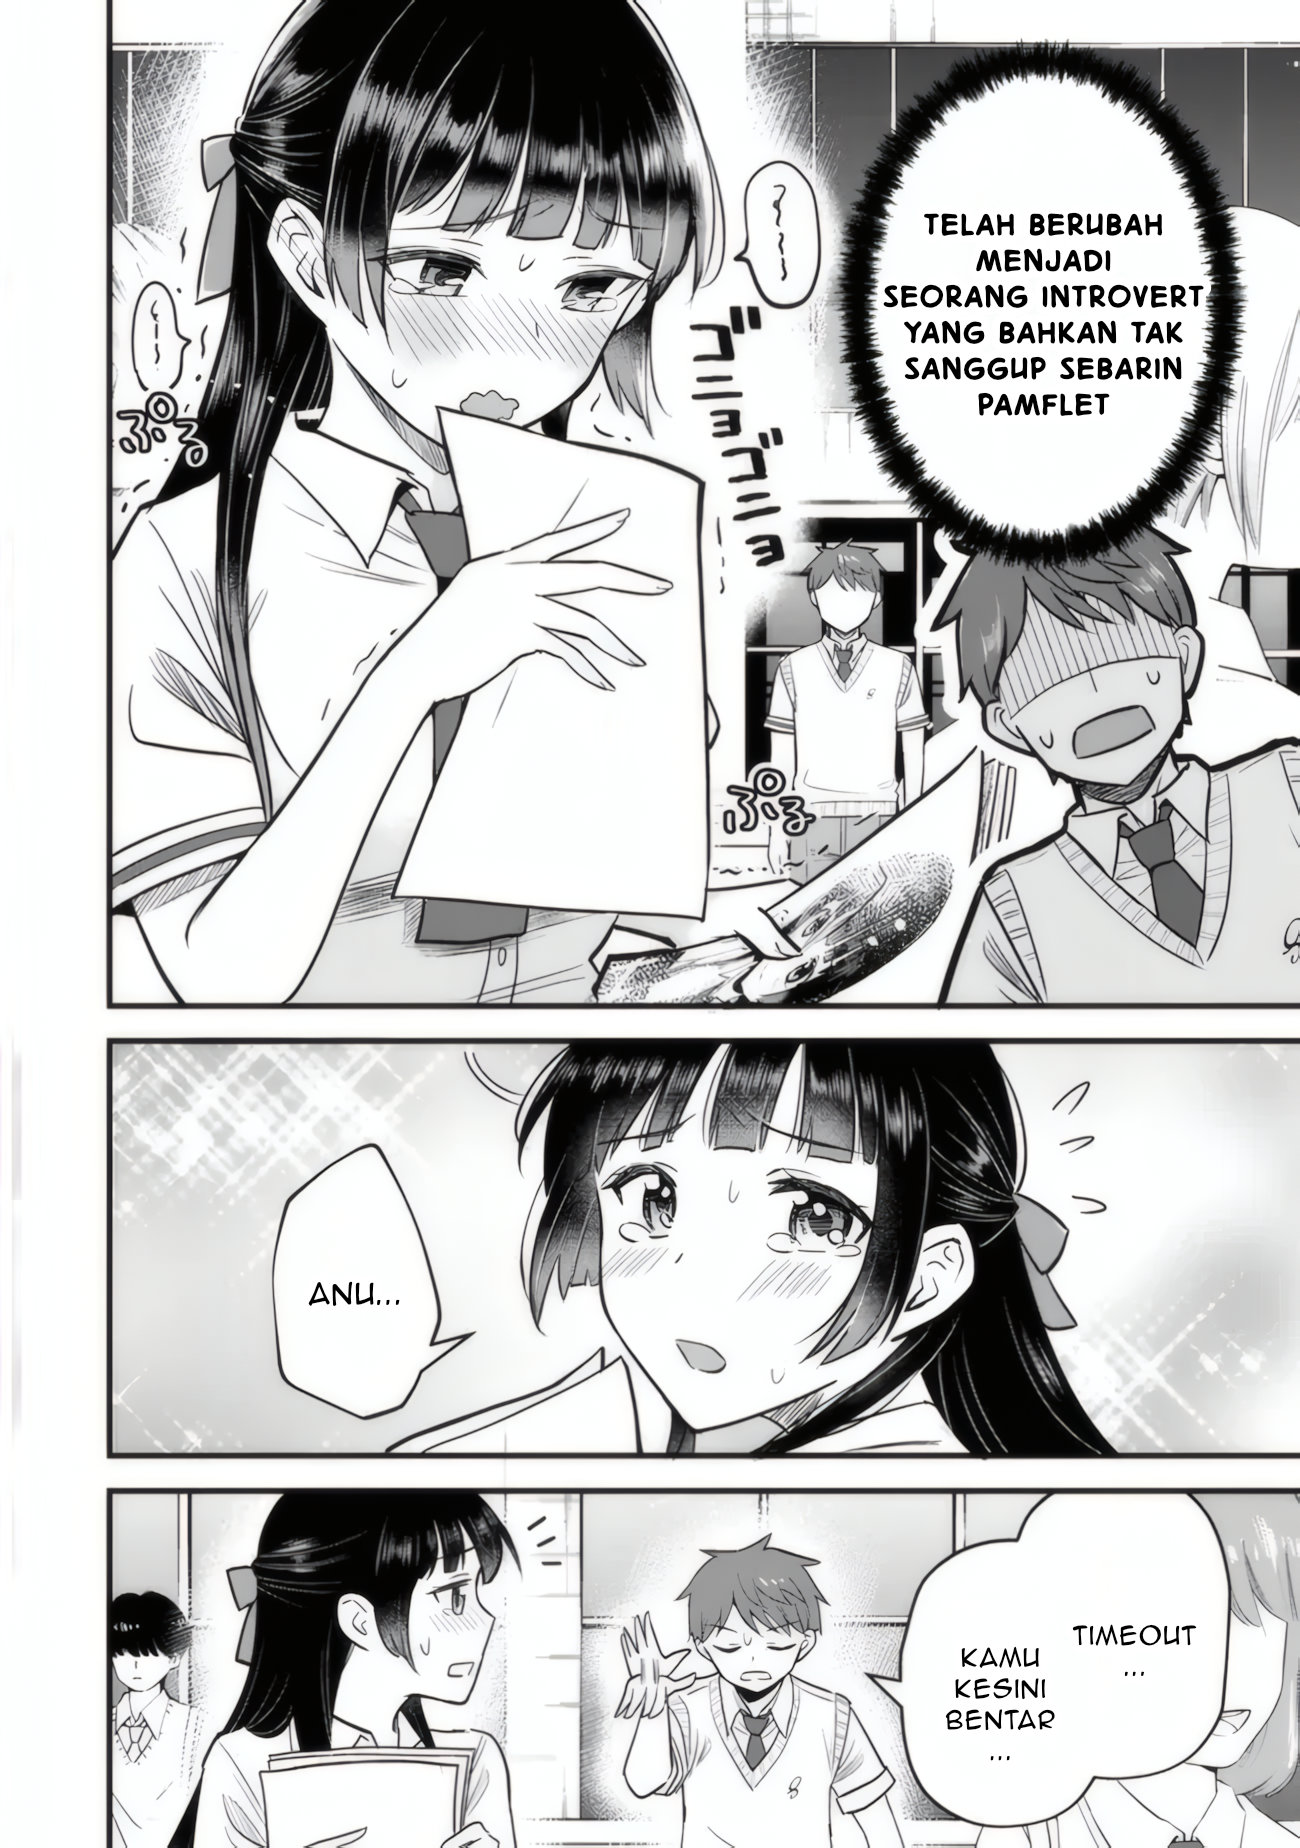 TELAH BERUBAH
MENJADI
SEORANG INTROVERT
YANG BAHKAN TAK
SANGGUP SEBARIN
PAMFLET
ゴニョゴニョ
ぷる
ぷる
ANU...
TIMEOUT
...
KAMU
KESINI
BENTAR
...